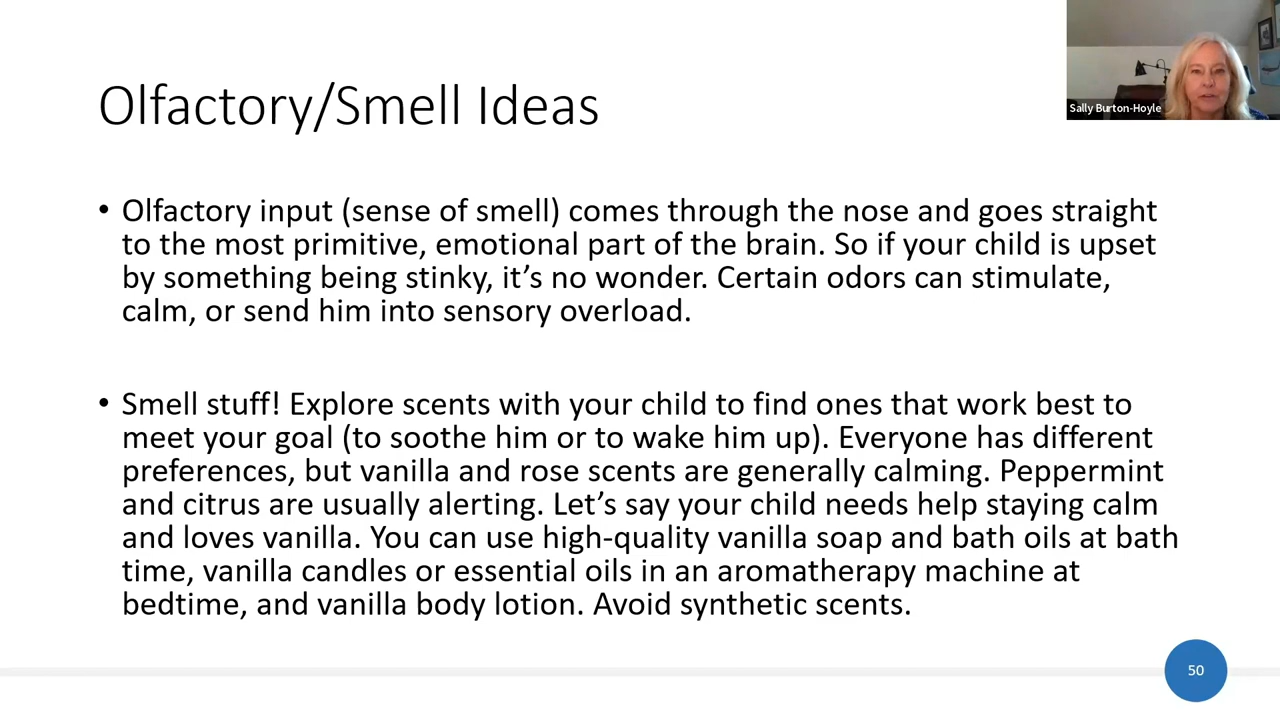 Olfactory/Smell Ideas
Sally Burton-Hoyle
• Olfactory input (sense of smell) comes through the nose and goes straight
to the most primitive, emotional part of the brain. So if your child is upset
by something being stinky, it’s no wonder. Certain odors can stimulate,
calm, or send him into sensory overload.
• Smell stuff! Explore scents with your child to find ones that work best to
meet your goal (to soothe him or to wake him up). Everyone has different
preferences, but vanilla and rose scents are generally calming. Peppermint
and citrus are usually alerting. Let’s say your child needs help staying calm
and loves vanilla. You can use high-quality vanilla soap and bath oils at bath
time, vanilla candles or essential oils in an aromatherapy machine at
bedtime, and vanilla body lotion. Avoid synthetic scents.
50